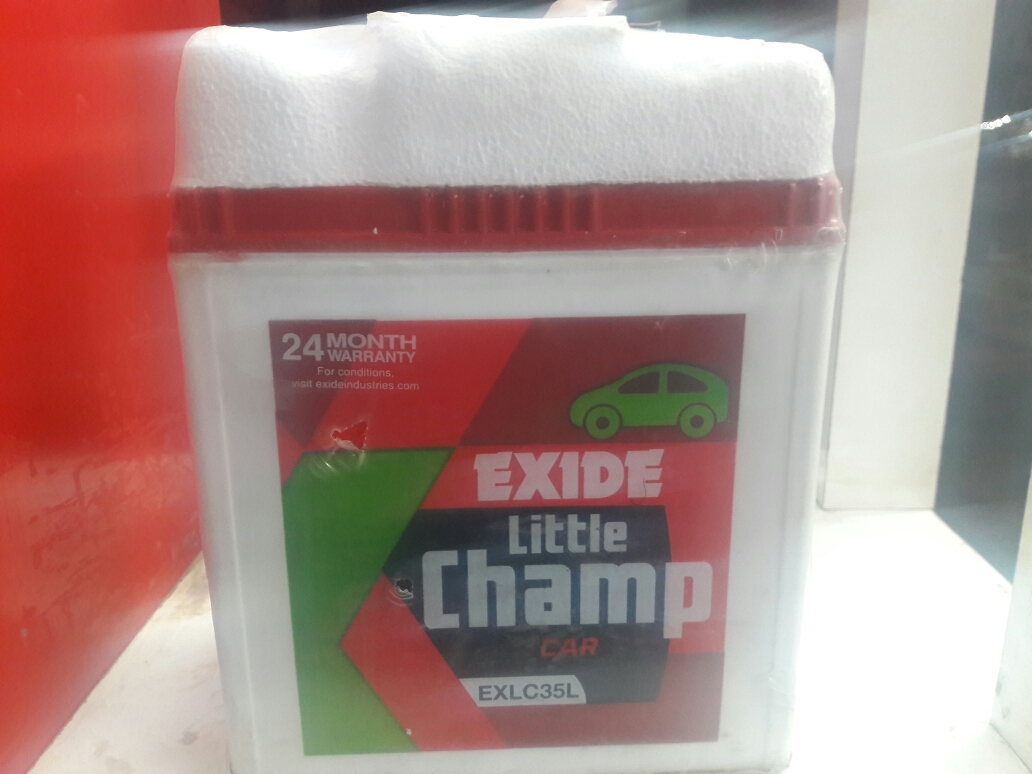 24 MONTH
WARRANTY
For conditions,
visit exideindustries.com
EXIDE
Little
Champ
CAR
EXLC35L